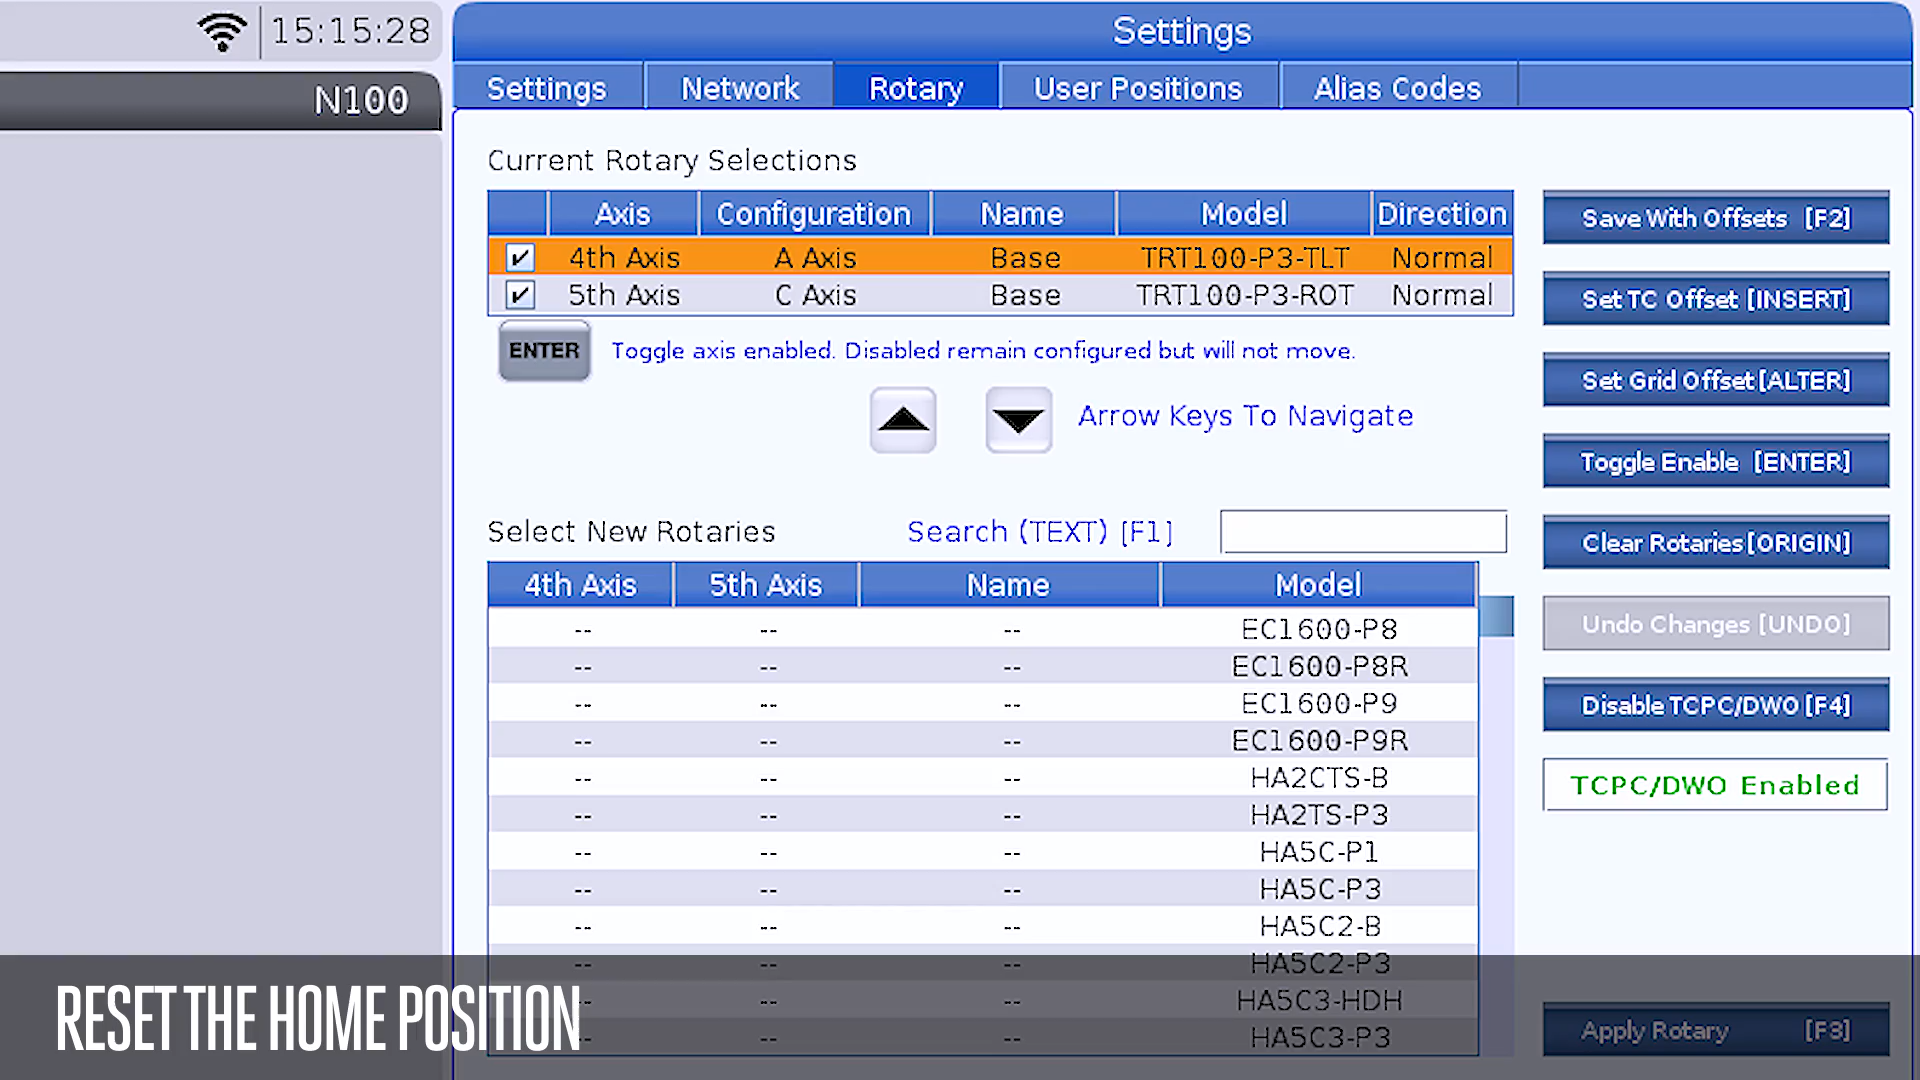 15:15:28
N100
Settings
Settings Network Rotary User Positions Alias Codes
Current Rotary Selections
Axis Configuration Name Model Direction
4th Axis A Axis Base TRT100-P3-TLT Normal
5th Axis C Axis Base TRT100-P3-ROT Normal
ENTER Toggle axis enabled. Disabled remain configured but will not move.
Arrow Keys To Navigate
Select New Rotaries Search (TEXT) [F1]
4th Axis 5th Axis Name Model
-- -- -- EC1600-P8
-- -- -- EC1600-P8R
-- -- -- EC1600-P9
-- -- -- EC1600-P9R
-- -- -- HA2CTS-B
-- -- -- HA2TS-P3
-- -- -- HA5C-P1
-- -- -- HA5C-P3
-- -- -- HA5C2-B
-- -- -- HA5C2-P3
-- -- -- HA5C3-HDH
-- -- -- HA5C3-P3
Save With Offsets [F2]
Set TC Offset [INSERT]
Set Grid Offset [ALTER]
Toggle Enable [ENTER]
Clear Rotaries [ORIGIN]
Undo Changes [UNDO]
Disable TCPC/DWO [F4]
TCPC/DWO Enabled
Apply Rotary [F3]
RESET THE HOME POSITION